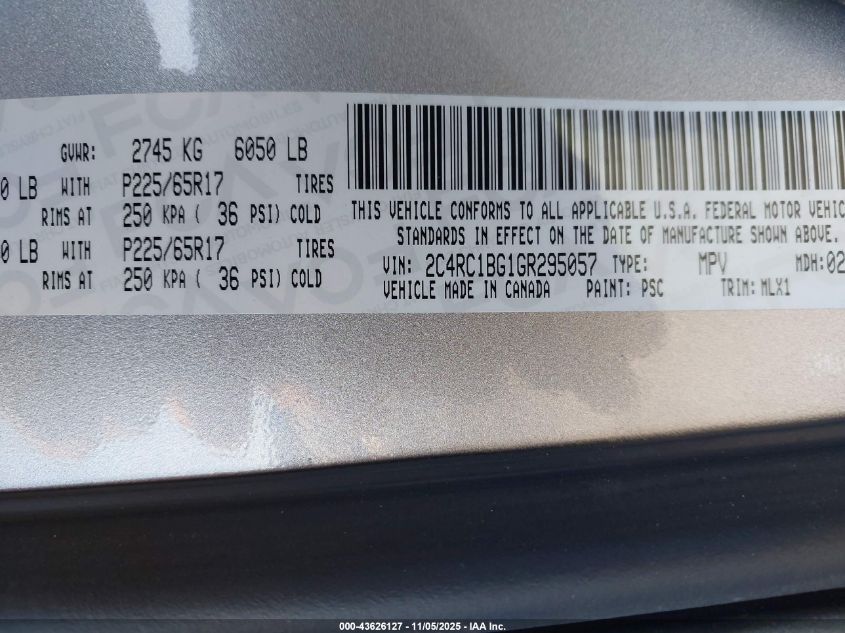 GVWR: 2745 KG 6050 LB
0 LB WITH P225/65R17 TIRES
RIMS AT 250 KPA ( 36 PSI) COLD
0 LB WITH P225/65R17 TIRES
RIMS AT 250 KPA ( 36 PSI) COLD
THIS VEHICLE CONFORMS TO ALL APPLICABLE U.S.A. FEDERAL MOTOR VEHIC
STANDARDS IN EFFECT ON THE DATE OF MANUFACTURE SHOWN ABOVE.
VIN: 2C4RC1BG1GR295057 TYPE: MPV MDH:02
VEHICLE MADE IN CANADA PAINT: PSC TRIM: MLX1
000-43626127 - 11/05/2025 - IAA Inc.